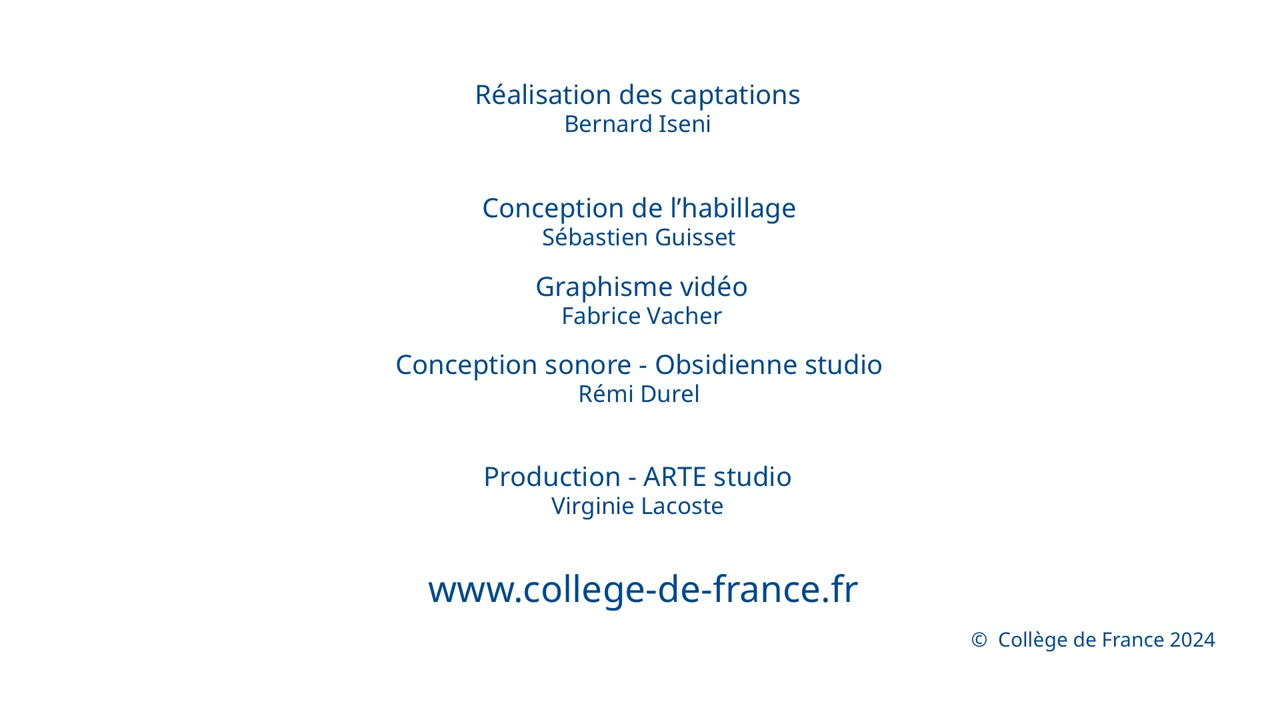 Réalisation des captations
Bernard Iseni
Conception de l’habillage
Sébastien Guisset
Graphisme vidéo
Fabrice Vacher
Conception sonore - Obsidienne studio
Rémi Durel
Production - ARTE studio
Virginie Lacoste
www.college-de-france.fr
© Collège de France 2024